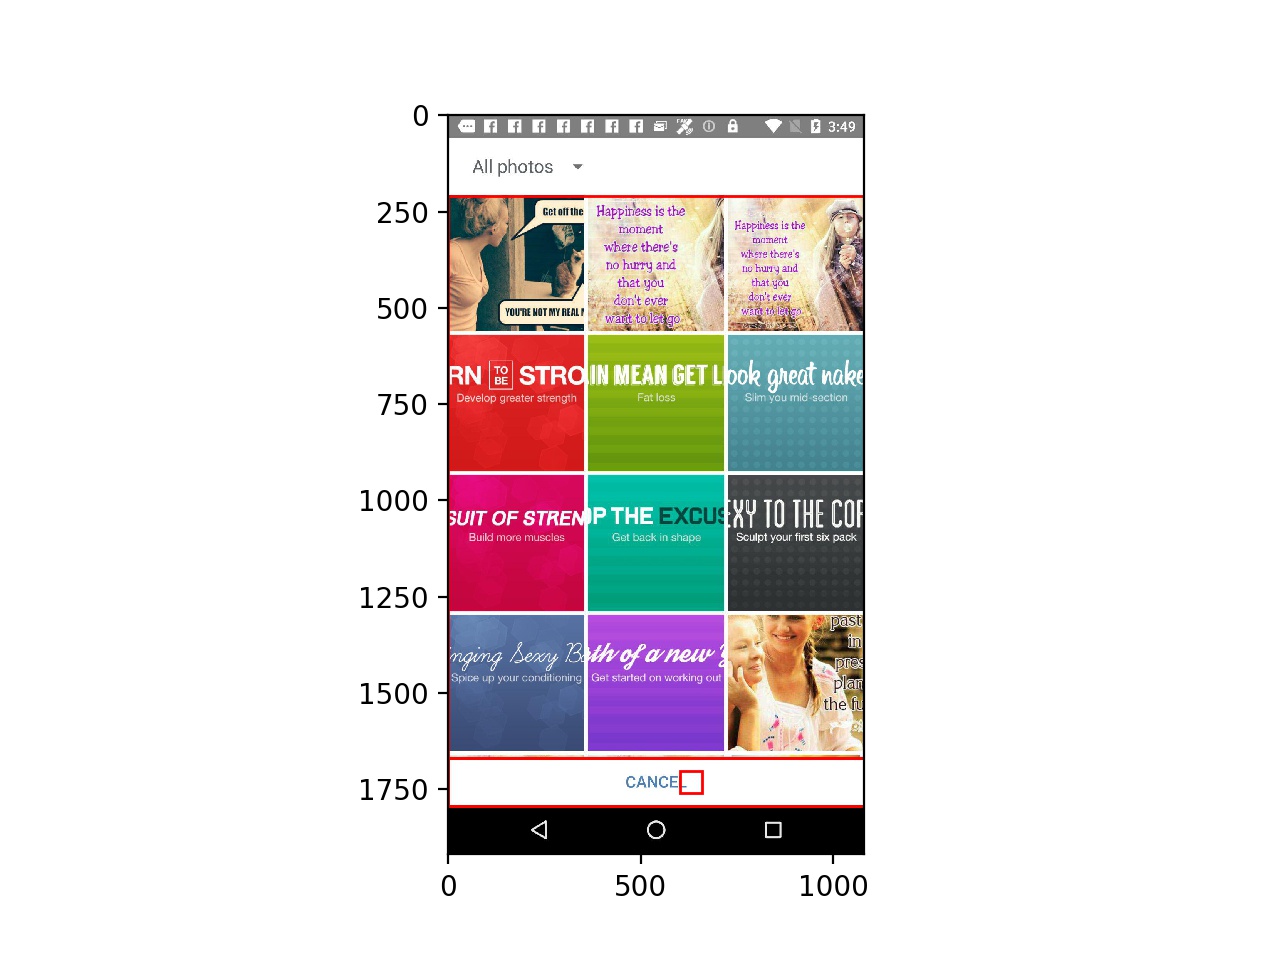 0
3:49
All photos
250
Get off the
Happiness is the
moment
where there's
no hurry and
that you
don't ever
want to let go
Happiness is the
moment
where there's
no hurry and
that you
don't ever
want to let go
500
YOU'RE NOT MY REAL
RN TO BE STRO
Develop greater strength
IN MEAN GET L
Fat loss
ook great nake
Slim you mid-section
750
1000
SUIT OF STREN
Build more muscles
OP THE EXCUS
Get back in shape
EXY TO THE COR
Sculpt your first six pack
1250
nging Sexy B
Spice up your conditioning
th of a new
Get started on working out
past
in
pres
plan
the fu
1500
CANCEL
1750
0
500
1000